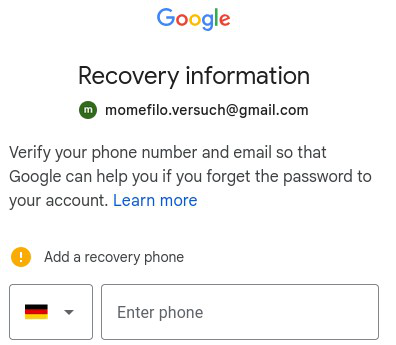 Google
Recovery information
m momefilo.versuch@gmail.com
Verify your phone number and email so that
Google can help you if you forget the password to
your account. Learn more
! Add a recovery phone
Enter phone